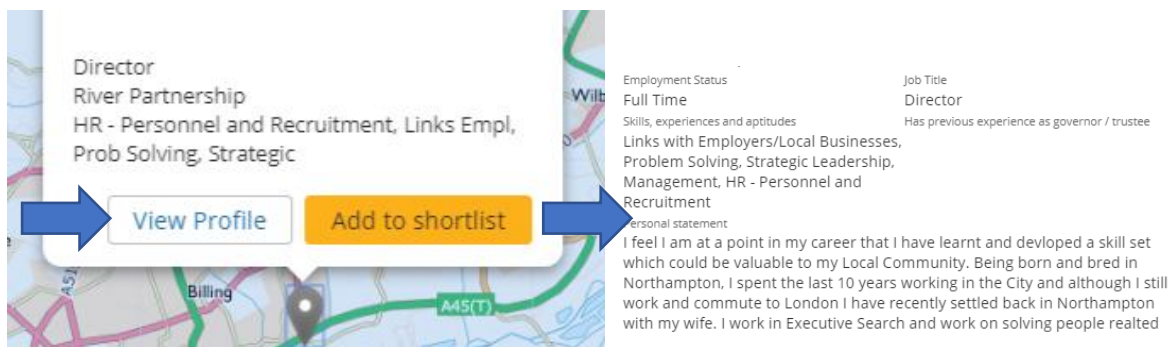 Director
River Partnership
HR - Personnel and Recruitment, Links Empl,
Prob Solving, Strategic
View Profile
Add to shortlist
Billing
A45(T)
Employment Status
Job Title
Full Time
Director
Skills, experiences and aptitudes
Has previous experience as governor / trustee
Links with Employers/Local Businesses,
Problem Solving, Strategic Leadership,
Management, HR - Personnel and
Recruitment
ersonal statement
I feel I am at a point in my career that I have learnt and devloped a skill set
which could be valuable to my Local Community. Being born and bred in
Northampton, I spent the last 10 years working in the City and although I still
work and commute to London I have recently settled back in Northampton
with my wife. I work in Executive Search and work on solving people realted